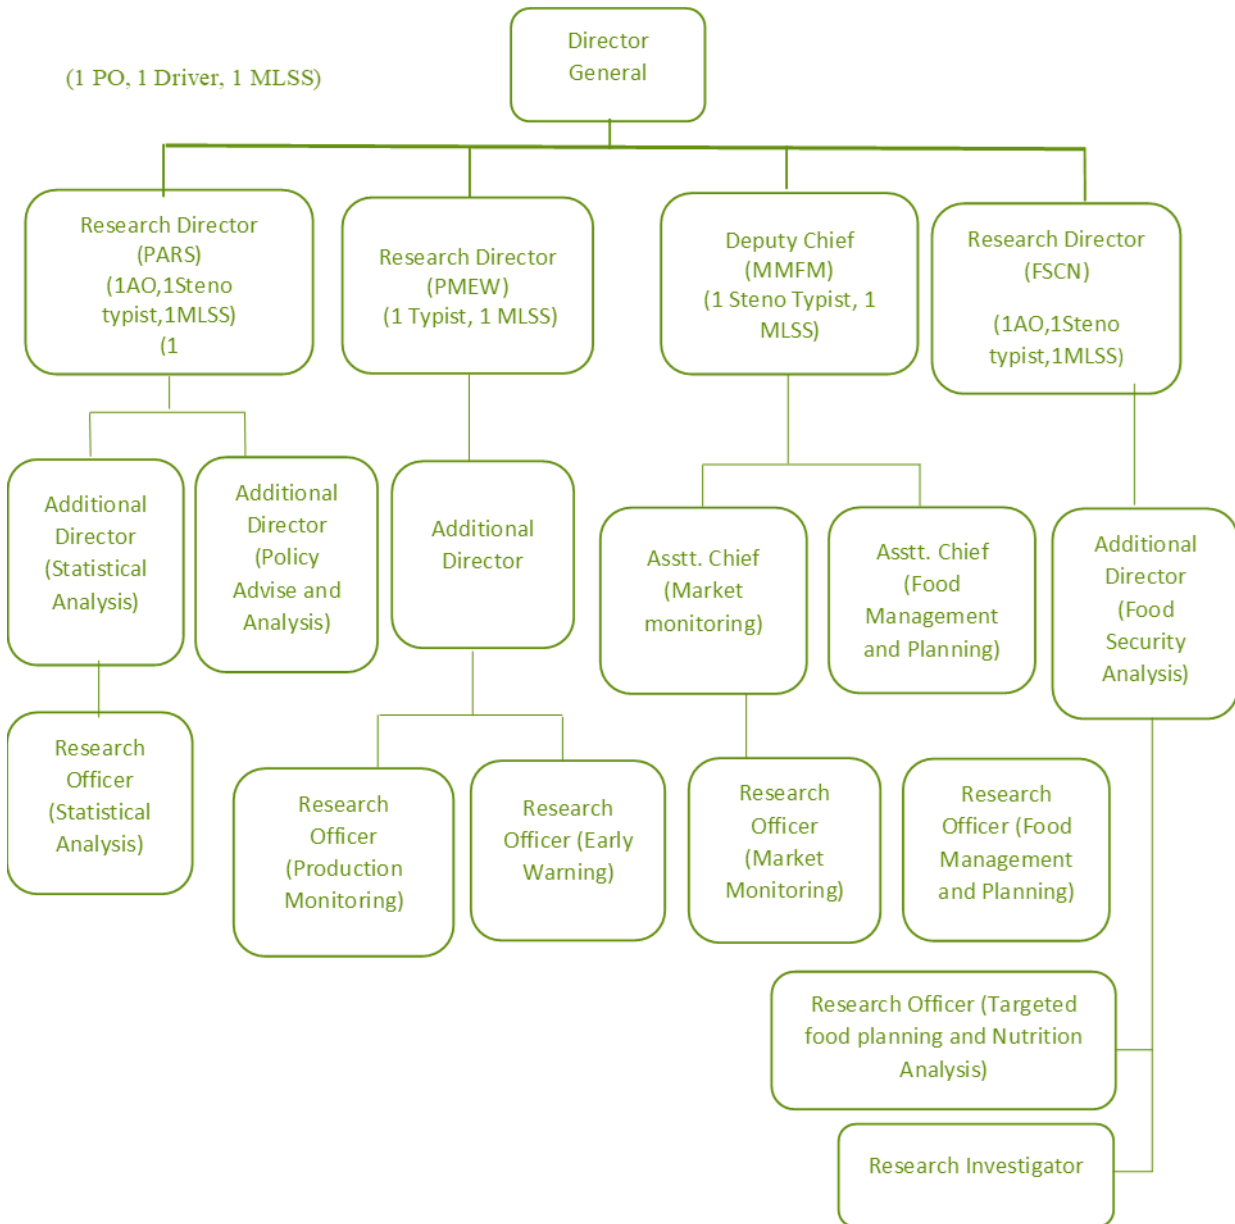 Director
General
(1 PO, 1 Driver, 1 MLSS)
Research Director
(PARS)
(1AO,1Steno
typist,1MLSS)
(1
Research Director
(PMEW)
(1 Typist, 1 MLSS)
Deputy Chief
(MMFM)
(1 Steno Typist, 1
MLSS)
Research Director
(FSCN)
(1AO,1Steno
typist,1MLSS)
Additional
Director
(Statistical
Analysis)
Additional
Director
(Policy
Advise and
Analysis)
Additional
Director
Asstt. Chief
(Market
monitoring)
Asstt. Chief
(Food
Management
and Planning)
Additional
Director
(Food
Security
Analysis)
Research
Officer
(Statistical
Analysis)
Research
Officer
(Production
Monitoring)
Research
Officer (Early
Warning)
Research
Officer
(Market
Monitoring)
Research
Officer (Food
Management
and Planning)
Research Officer (Targeted
food planning and Nutrition
Analysis)
Research Investigator